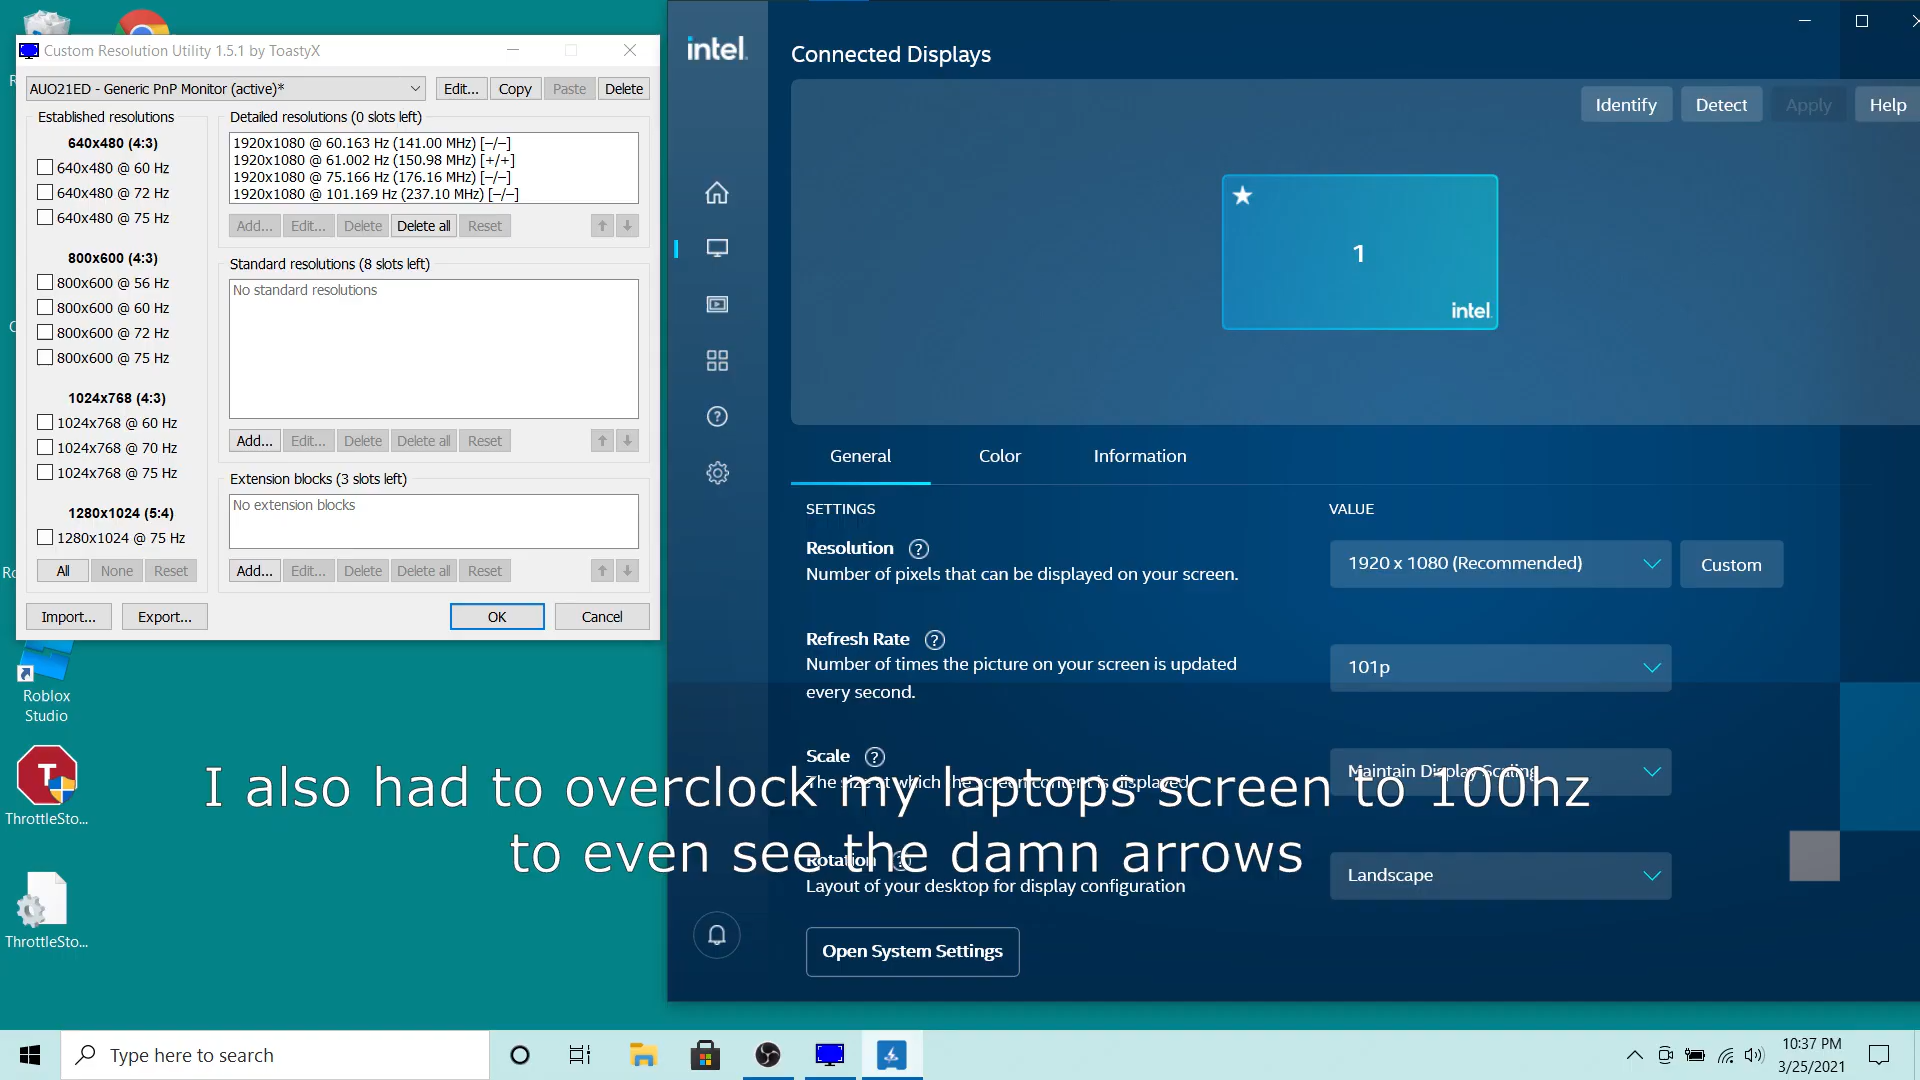 Custom Resolution Utility 1.5.1 by ToastyX
AUO21ED - Generic PnP Monitor (active)*
Edit...
Copy
Paste
Delete
Established resolutions
640x480 (4:3)
640x480 @ 60 Hz
640x480 @ 72 Hz
640x480 @ 75 Hz
800x600 (4:3)
800x600 @ 56 Hz
800x600 @ 60 Hz
800x600 @ 72 Hz
800x600 @ 75 Hz
1024x768 (4:3)
1024x768 @ 60 Hz
1024x768 @ 70 Hz
1024x768 @ 75 Hz
1280x1024 (5:4)
1280x1024 @ 75 Hz
All
None
Reset
Detailed resolutions (0 slots left)
1920x1080 @ 60.163 Hz (141.00 MHz) [−/−]
1920x1080 @ 61.002 Hz (150.98 MHz) [+/+]
1920x1080 @ 75.166 Hz (176.16 MHz) [−/−]
1920x1080 @ 101.169 Hz (237.10 MHz) [−/−]
Add...
Edit...
Delete
Delete all
Reset
Standard resolutions (8 slots left)
No standard resolutions
Add...
Edit...
Delete
Delete all
Reset
Extension blocks (3 slots left)
No extension blocks
Add...
Edit...
Delete
Delete all
Reset
Import...
Export...
OK
Cancel
Roblox
Studio
T
ThrottleSto...
ThrottleSto...
intel.
Connected Displays
Identify
Detect
Apply
Help
1
intel.
General
Color
Information
SETTINGS
VALUE
Resolution
Number of pixels that can be displayed on your screen.
1920 x 1080 (Recommended)
Custom
Refresh Rate
Number of times the picture on your screen is updated
every second.
101p
Scale
The size at which the screen content is displayed
Maintain Display Scaling
Rotation
Layout of your desktop for display configuration
Landscape
Open System Settings
I also had to overclock my laptops screen to 100hz
to even see the damn arrows
Type here to search
10:37 PM
3/25/2021